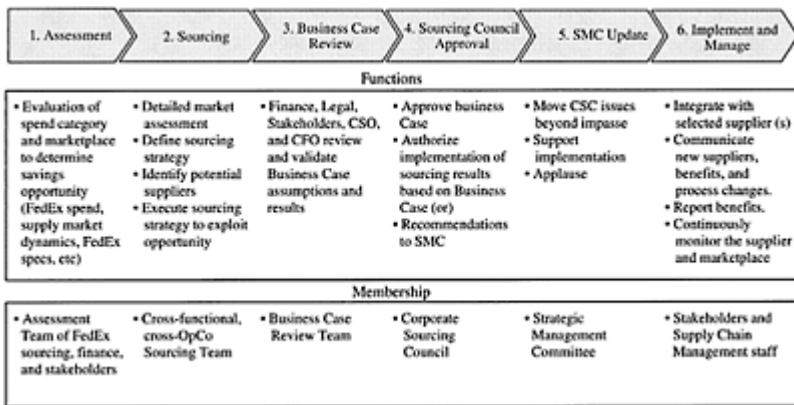 1. Assessment
2. Sourcing
3. Business Case
Review
4. Sourcing Council
Approval
5. SMC Update
6. Implement and
Manage
Functions
• Evaluation of
spend category
and marketplace
to determine
savings
opportunity
(FedEx spend,
supply market
dynamics, FedEx
specs, etc)
• Detailed market
assessment
• Define sourcing
strategy
• Identify potential
suppliers
• Execute sourcing
strategy to exploit
opportunity
• Finance, Legal,
Stakeholders, CSO,
and CFO review
and validate
Business Case
assumptions and
results
• Approve business
Case
• Authorize
implementation of
sourcing results
based on Business
Case (or)
• Recommendations
to SMC
• Move CSC issues
beyond impasse
• Support
implementation
• Applause
• Integrate with
selected supplier (s)
• Communicate
new suppliers,
benefits, and
process changes.
• Report benefits.
• Continuously
monitor the supplier
and marketplace
Membership
• Assessment
Team of FedEx
sourcing, finance,
and stakeholders
• Cross-functional,
cross-OpCo
Sourcing Team
• Business Case
Review Team
• Corporate
Sourcing
Council
• Strategic
Management
Committee
• Stakeholders and
Supply Chain
Management staff